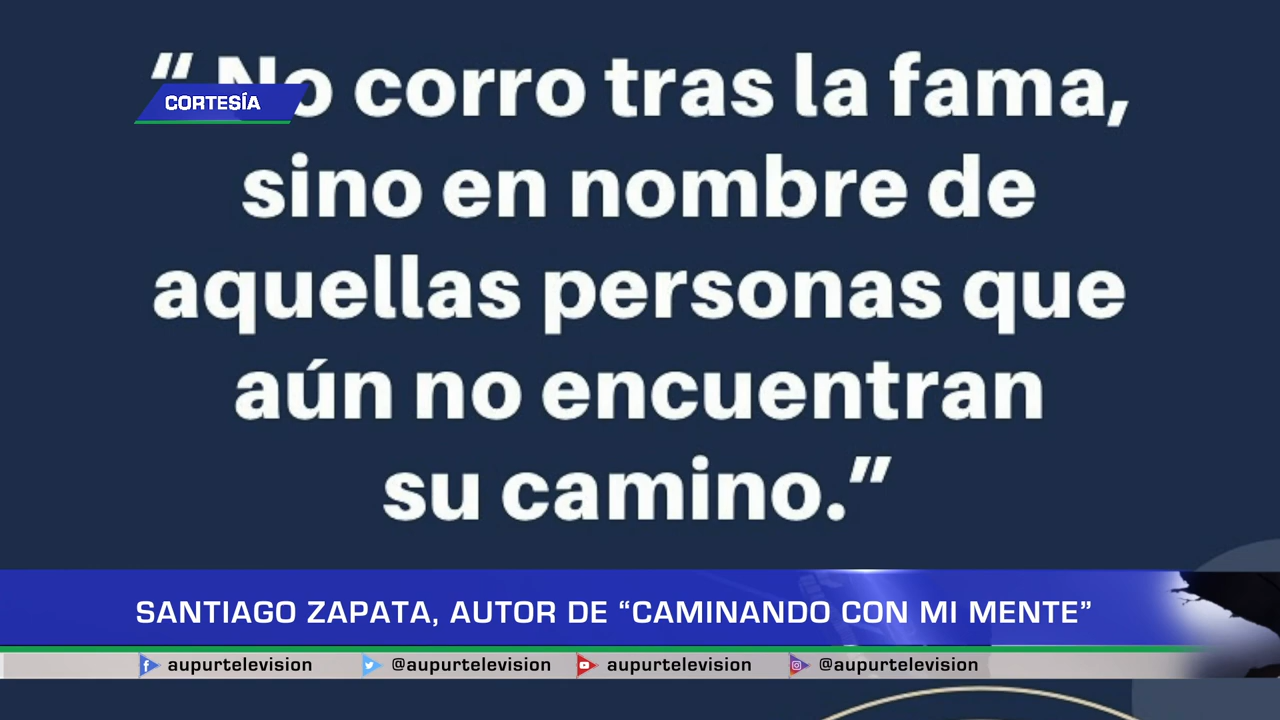 “ No corro tras la fama,
CORTESÍA
sino en nombre de
aquellas personas que
aún no encuentran
su camino.”
SANTIAGO ZAPATA, AUTOR DE “CAMINANDO CON MI MENTE”
aupurtelevision @aupurtelevision aupurtelevision @aupurtelevision